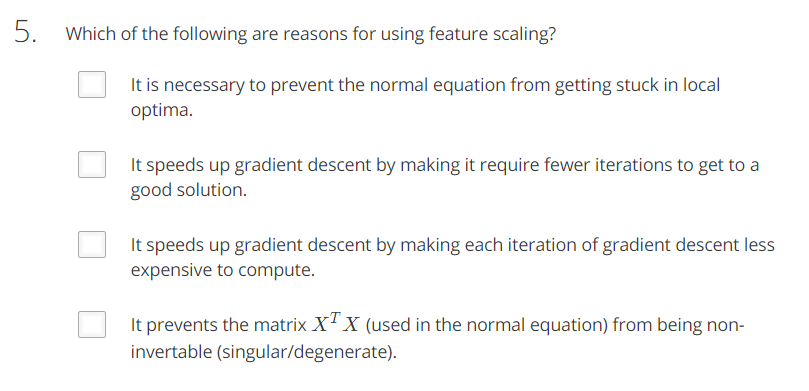 5. Which of the following are reasons for using feature scaling?
It is necessary to prevent the normal equation from getting stuck in local
optima.
It speeds up gradient descent by making it require fewer iterations to get to a
good solution.
It speeds up gradient descent by making each iteration of gradient descent less
expensive to compute.
It prevents the matrix X^T X (used in the normal equation) from being non-
invertable (singular/degenerate).